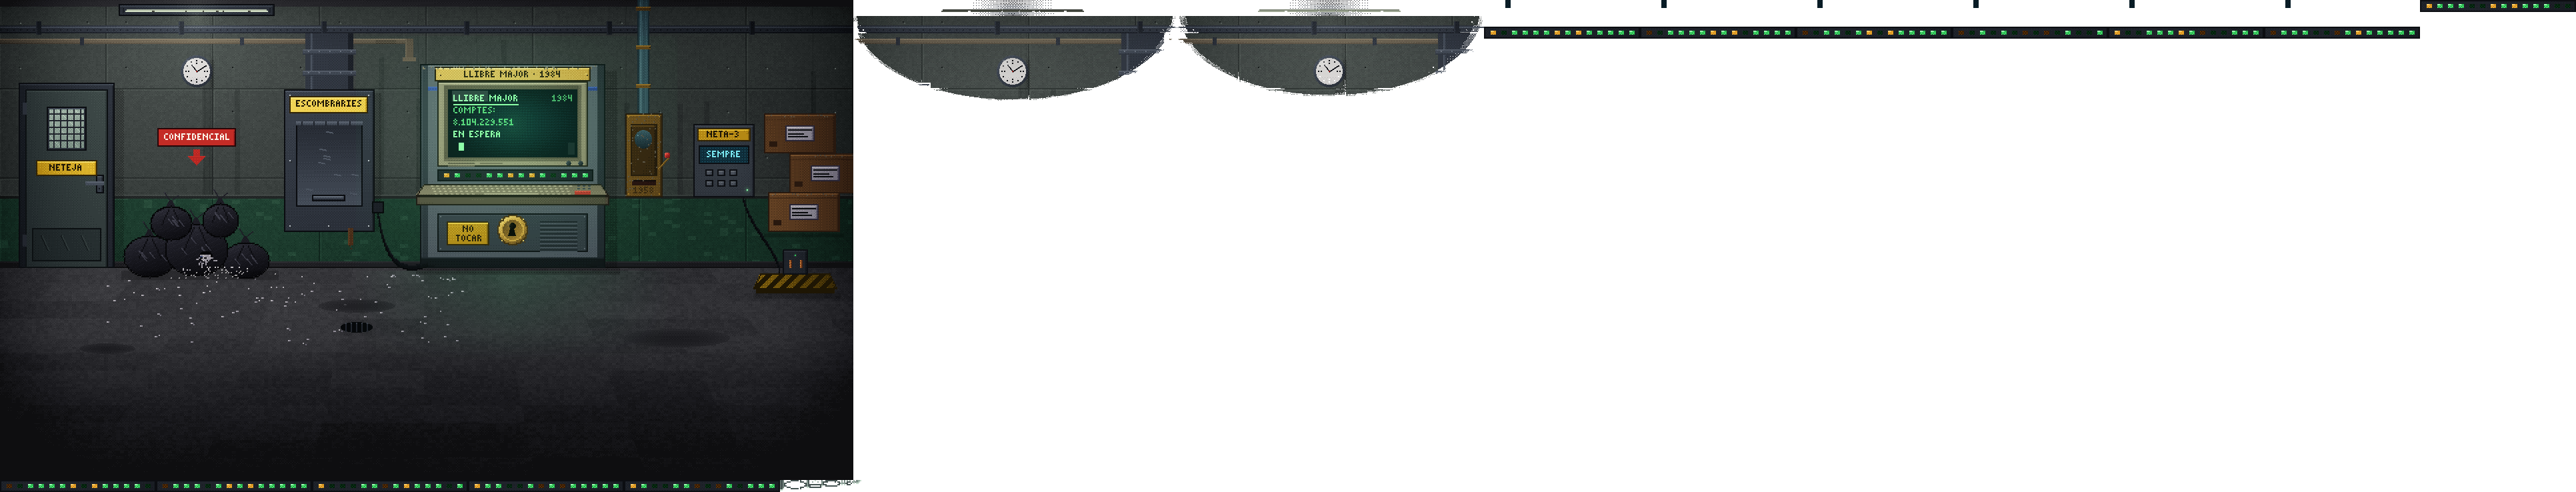 LLIBRE MAJOR · 1984
LLIBRE MAJOR 1984
COMPTES:
8.104.229.551
EN ESPERA
ESCOMBRARIES
CONFIDENCIAL
NETEJA
NETA-3
SEMPRE
1958
NO
TOCAR